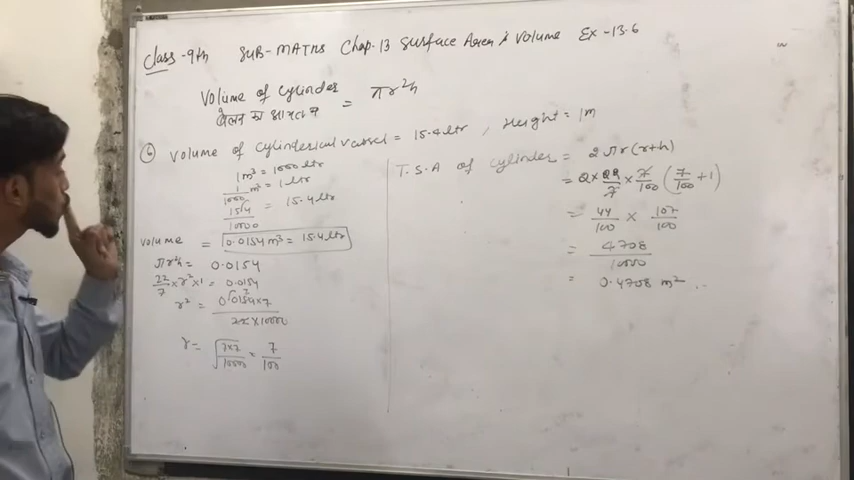 Class-9th SUB-MATHS Chap.13 Surface Area & Volume Ex-13.6
Volume of cylinder = πr²h
बेलन का आयतन
⑥ Volume of cylinderical vassel = 15.4 ltr, Height = 1m
1m³ = 1000 ltr
1/1000 m³ = 1 ltr
154/10000 = 15.4 ltr
Volume = 0.0154 m³ = 15.4 ltr
πr²h = 0.0154
22/7 × r² × 1 = 0.0154
r² = 0.0154×7 / 22×10000
r = √7×7/√10000 = 7/100
T.S.A of cylinder = 2πr(r+h)
= 2 × 22/7 × 7/100 (7/100 + 1)
= 44/100 × 107/100
= 4708/10000
= 0.4708 m²